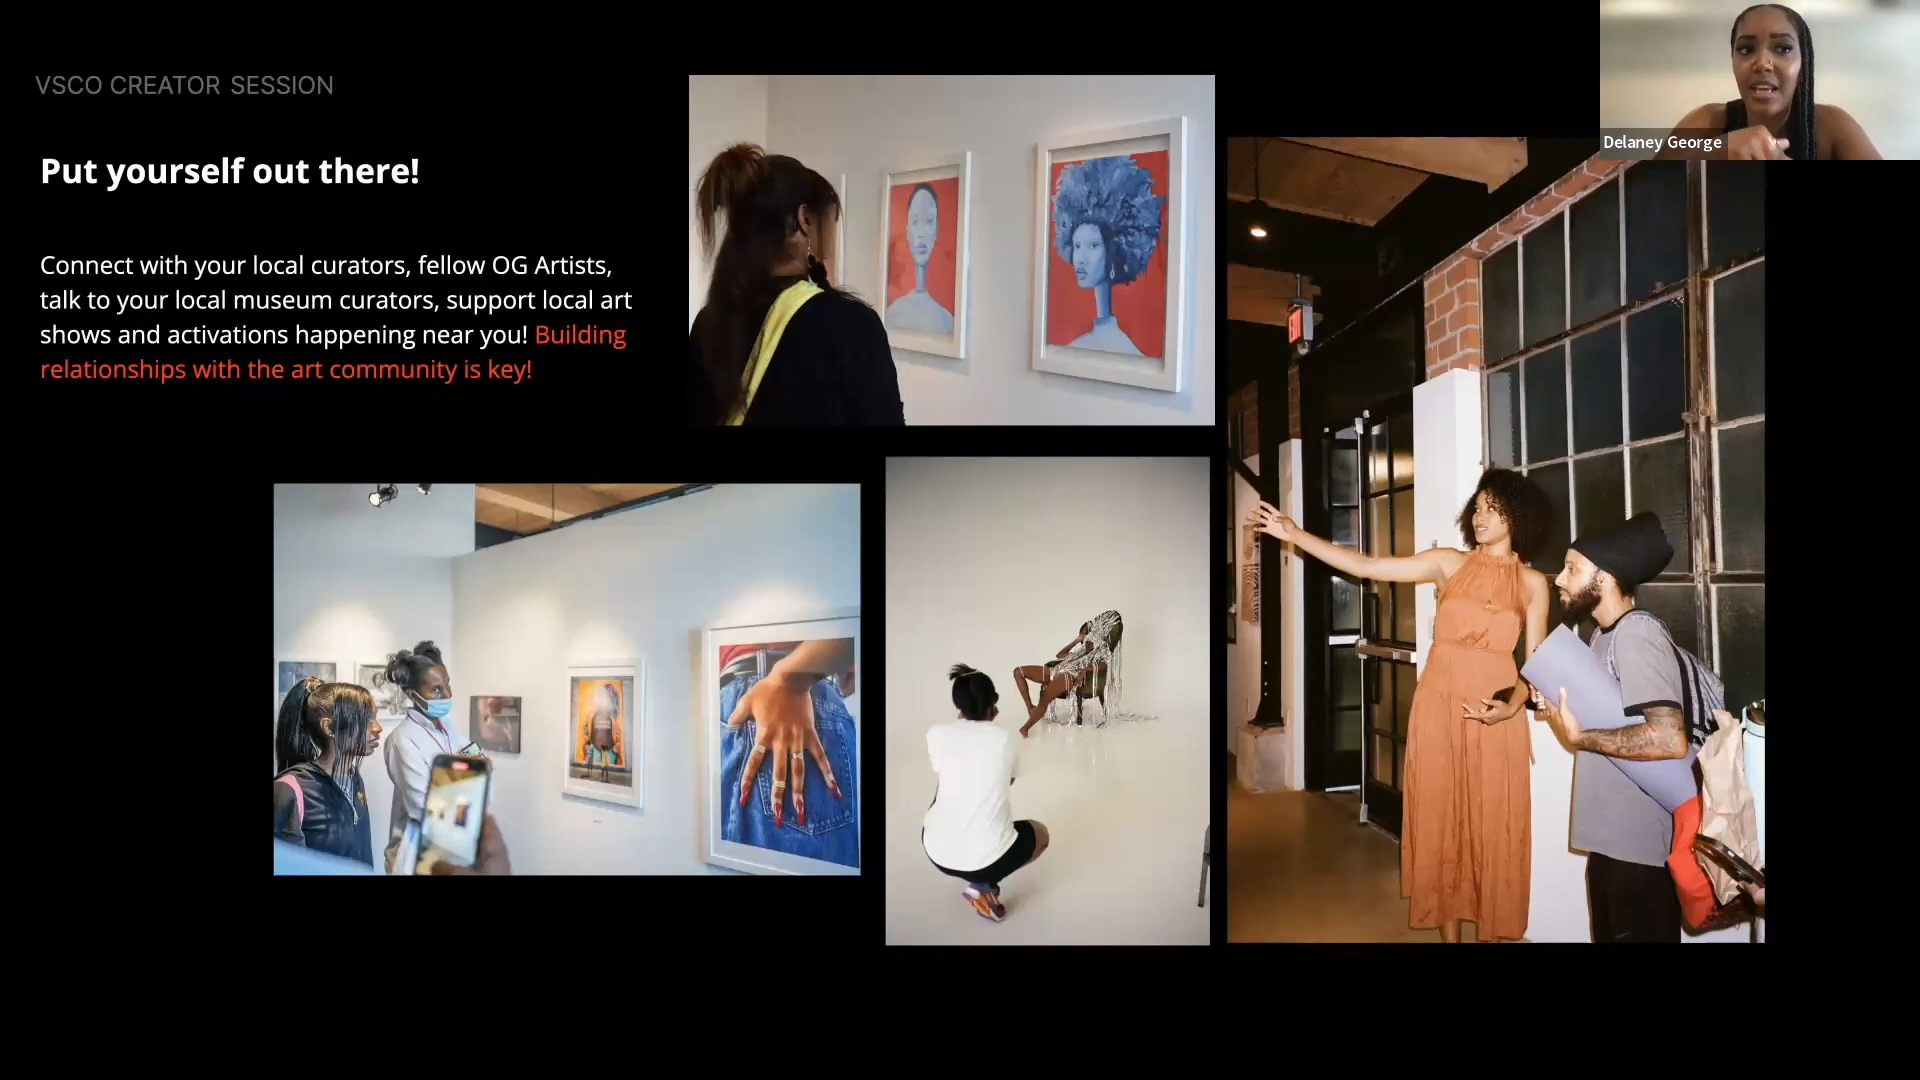 VSCO CREATOR SESSION
Put yourself out there!
Connect with your local curators, fellow OG Artists,
talk to your local museum curators, support local art
shows and activations happening near you! Building
relationships with the art community is key!
Delaney George
EXIT